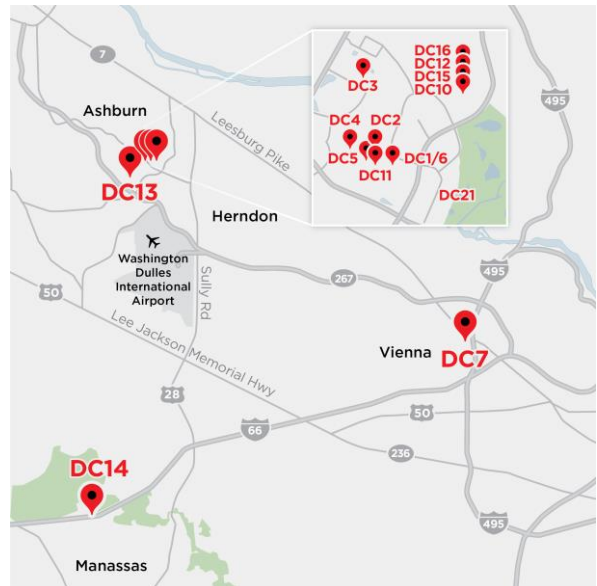 7
Ashburn
DC13
Leesburg Pike
DC16
DC12
DC15
DC10
DC3
DC4
DC2
DC5
DC1/6
DC11
DC21
495
Herndon
Washington
Dulles
International
Airport
Sully Rd
495
267
50
Lee Jackson Memorial Hwy
Vienna
DC7
28
50
66
236
DC14
495
Manassas